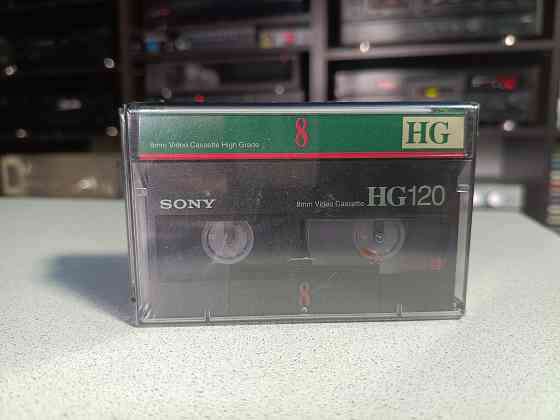 8mm Video Cassette High Grade 8 HG
SONY 8mm Video Cassette HG120
8